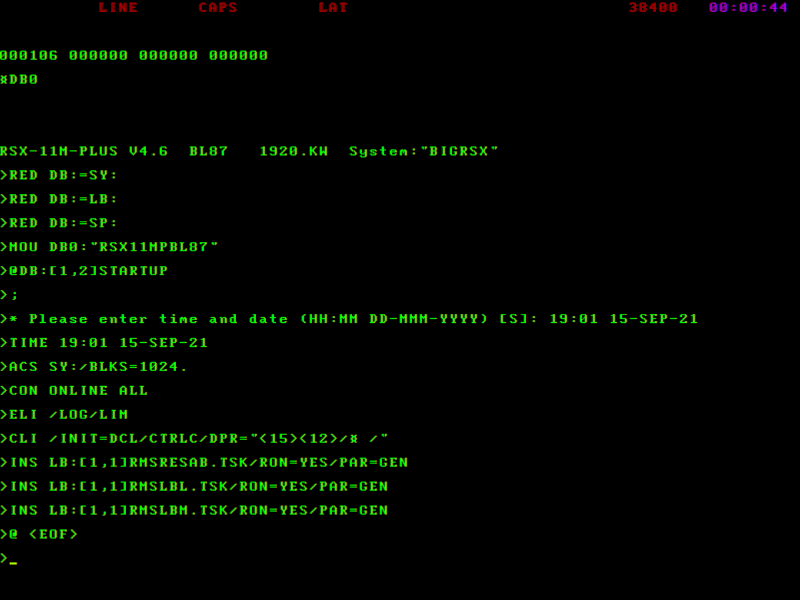 LINE CAPS LAT 38400 00:00:44
000106 000000 000000 000000
¤DB0
RSX-11M-PLUS V4.6 BL87 1920.KW System:"BIGRSX"
>RED DB:=SY:
>RED DB:=LB:
>RED DB:=SP:
>MOU DB0:"RSX11MPBL87"
>@DB:[1,2]STARTUP
>;
>* Please enter time and date (HH:MM DD-MMM-YYYY) [S]: 19:01 15-SEP-21
>TIME 19:01 15-SEP-21
>ACS SY:/BLKS=1024.
>CON ONLINE ALL
>ELI /LOG/LIM
>CLI /INIT=DCL/CTRLC/DPR="<15><12>/¤ /"
>INS LB:[1,1]RMSRESAB.TSK/RON=YES/PAR=GEN
>INS LB:[1,1]RMSLBL.TSK/RON=YES/PAR=GEN
>INS LB:[1,1]RMSLBM.TSK/RON=YES/PAR=GEN
>@ <EOF>
>_